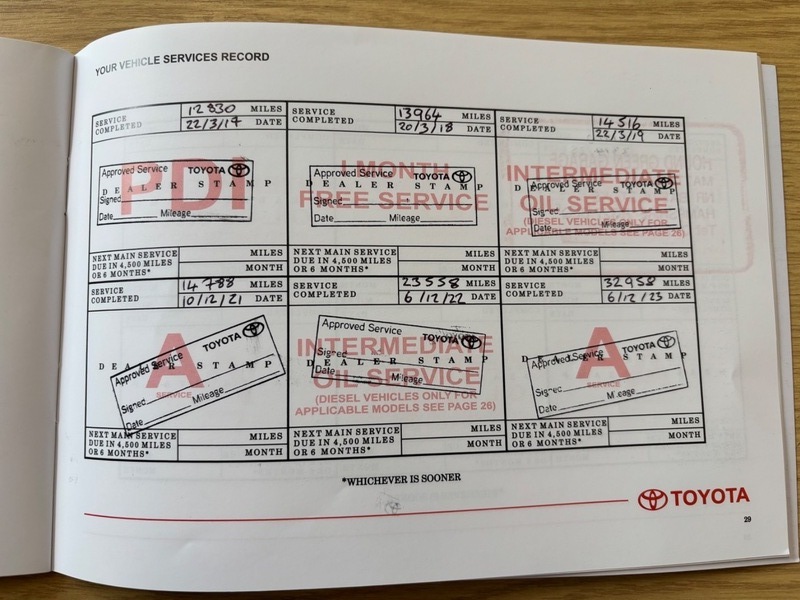 YOUR VEHICLE SERVICES RECORD
SERVICE COMPLETED 12830 MILES 22/3/17 DATE
SERVICE COMPLETED 13964 MILES 20/3/18 DATE
SERVICE COMPLETED 14516 MILES 22/3/19 DATE
PDI
DEALER STAMP
Approved Service TOYOTA
Signed
Date Mileage
1 MONTH
FREE SERVICE
DEALER STAMP
Approved Service TOYOTA
Signed
Date Mileage
INTERMEDIATE
OIL SERVICE
(DIESEL VEHICLES ONLY FOR
APPLICABLE MODELS SEE PAGE 26)
DEALER STAMP
Approved Service TOYOTA
Signed
Date Mileage
NEXT MAIN SERVICE MILES
DUE IN 4,500 MILES
OR 6 MONTHS* MONTH
NEXT MAIN SERVICE MILES
DUE IN 4,500 MILES
OR 6 MONTHS* MONTH
NEXT MAIN SERVICE MILES
DUE IN 4,500 MILES
OR 6 MONTHS* MONTH
SERVICE COMPLETED 14788 MILES 10/12/21 DATE
SERVICE COMPLETED 23558 MILES 6/12/22 DATE
SERVICE COMPLETED 32958 MILES 6/12/23 DATE
A
SERVICE
DEALER STAMP
Approved Service TOYOTA
Signed
Date Mileage
INTERMEDIATE
OIL SERVICE
(DIESEL VEHICLES ONLY FOR
APPLICABLE MODELS SEE PAGE 26)
DEALER STAMP
Approved Service TOYOTA
Signed
Date Mileage
A
SERVICE
DEALER STAMP
Approved Service TOYOTA
Signed
Date Mileage
NEXT MAIN SERVICE MILES
DUE IN 4,500 MILES
OR 6 MONTHS* MONTH
NEXT MAIN SERVICE MILES
DUE IN 4,500 MILES
OR 6 MONTHS* MONTH
NEXT MAIN SERVICE MILES
DUE IN 4,500 MILES
OR 6 MONTHS* MONTH
*WHICHEVER IS SOONER
TOYOTA
29